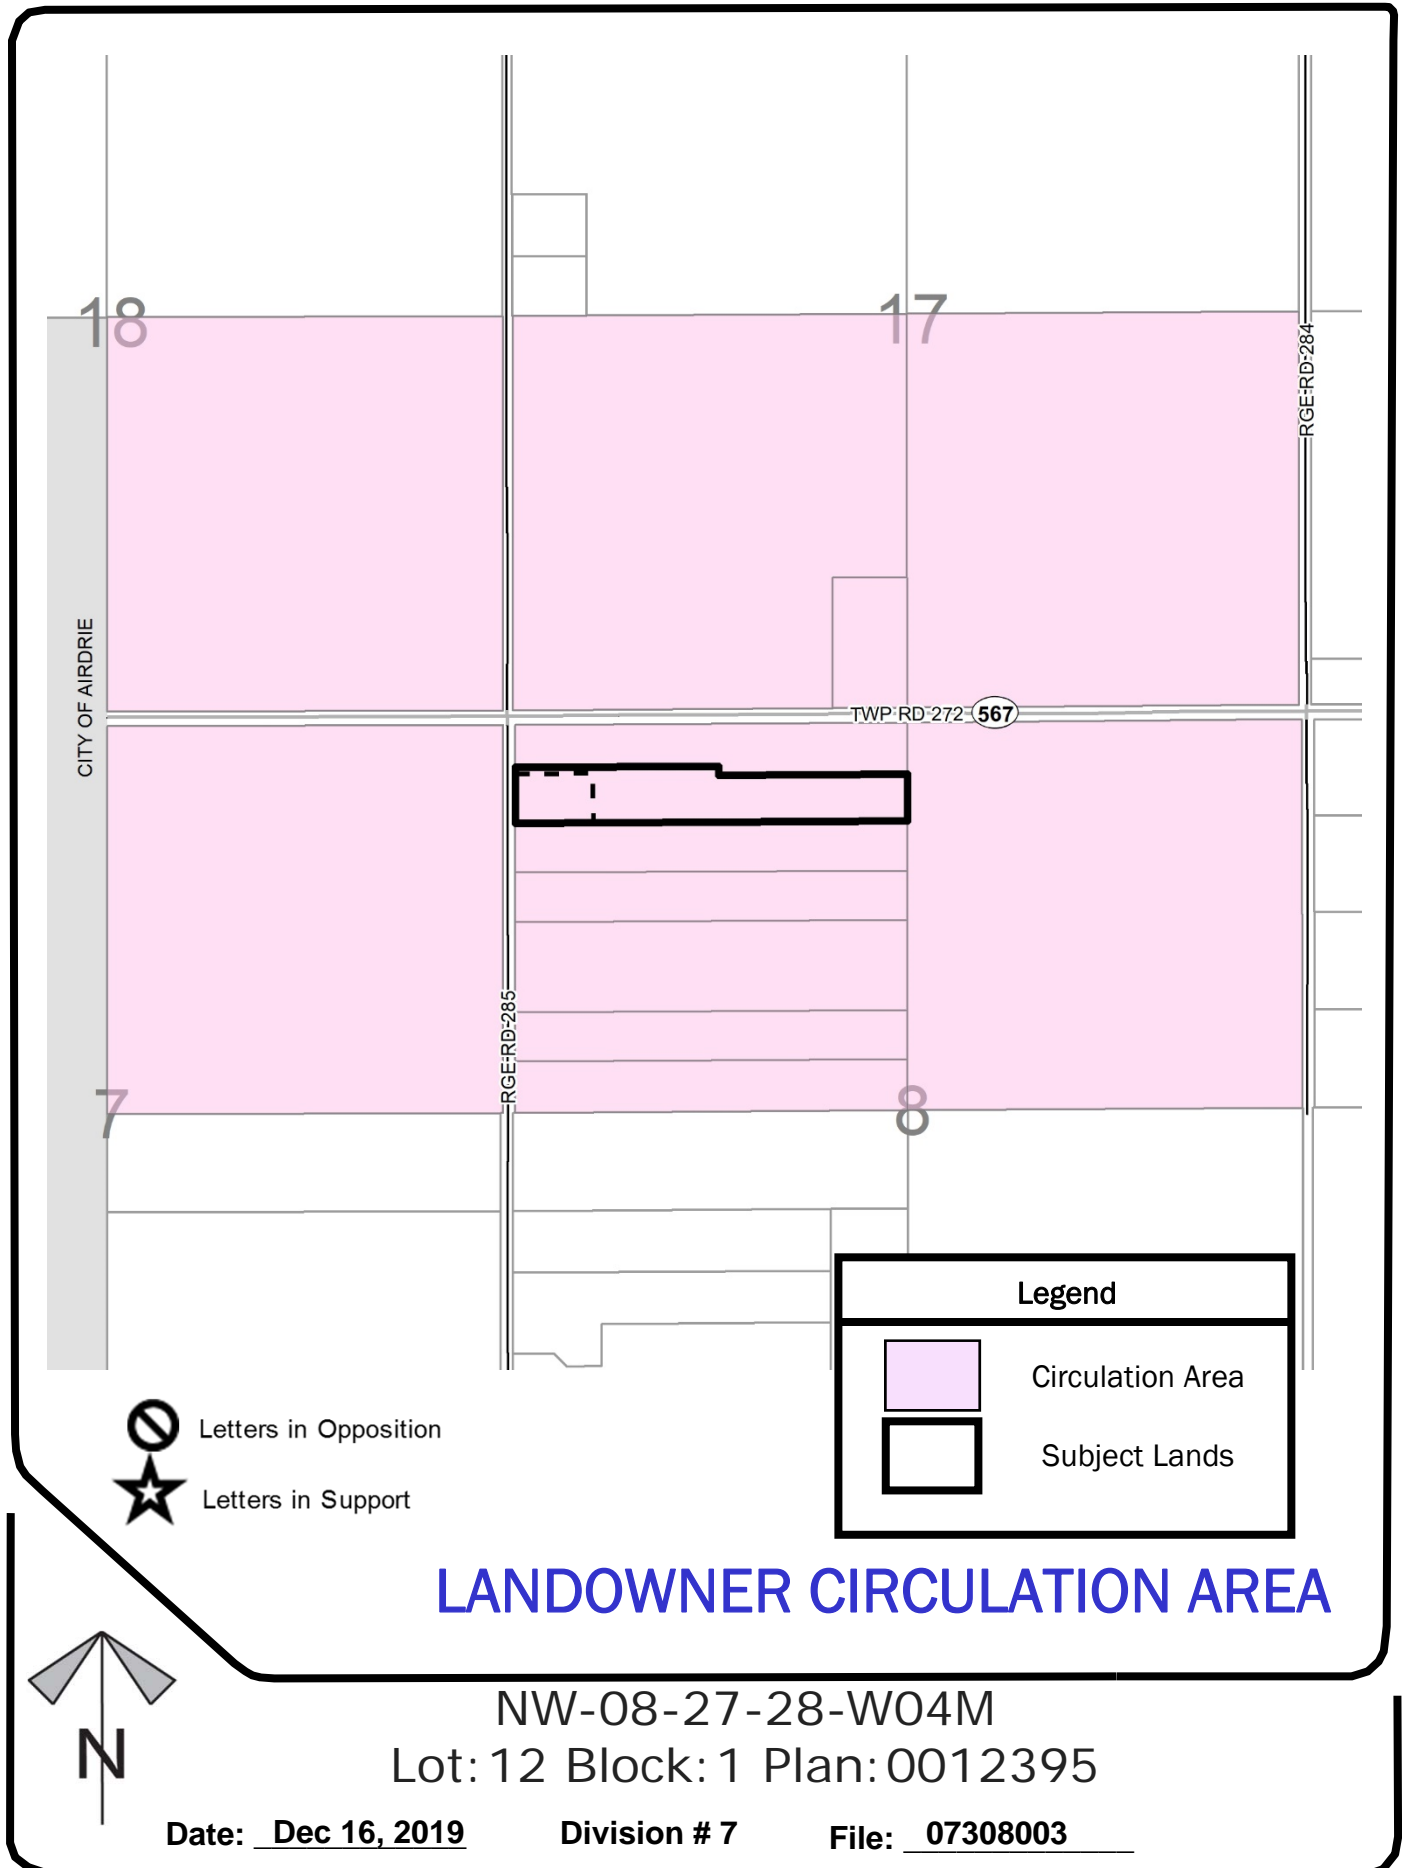 18
17
RGE-RD-284
CITY OF AIRDRIE
TWP RD 272 567
RGE-RD-285
7
8
Legend
Circulation Area
Subject Lands
Letters in Opposition
Letters in Support
LANDOWNER CIRCULATION AREA
N
NW-08-27-28-W04M
Lot:12 Block:1 Plan:0012395
Date: Dec 16, 2019 Division # 7 File: 07308003